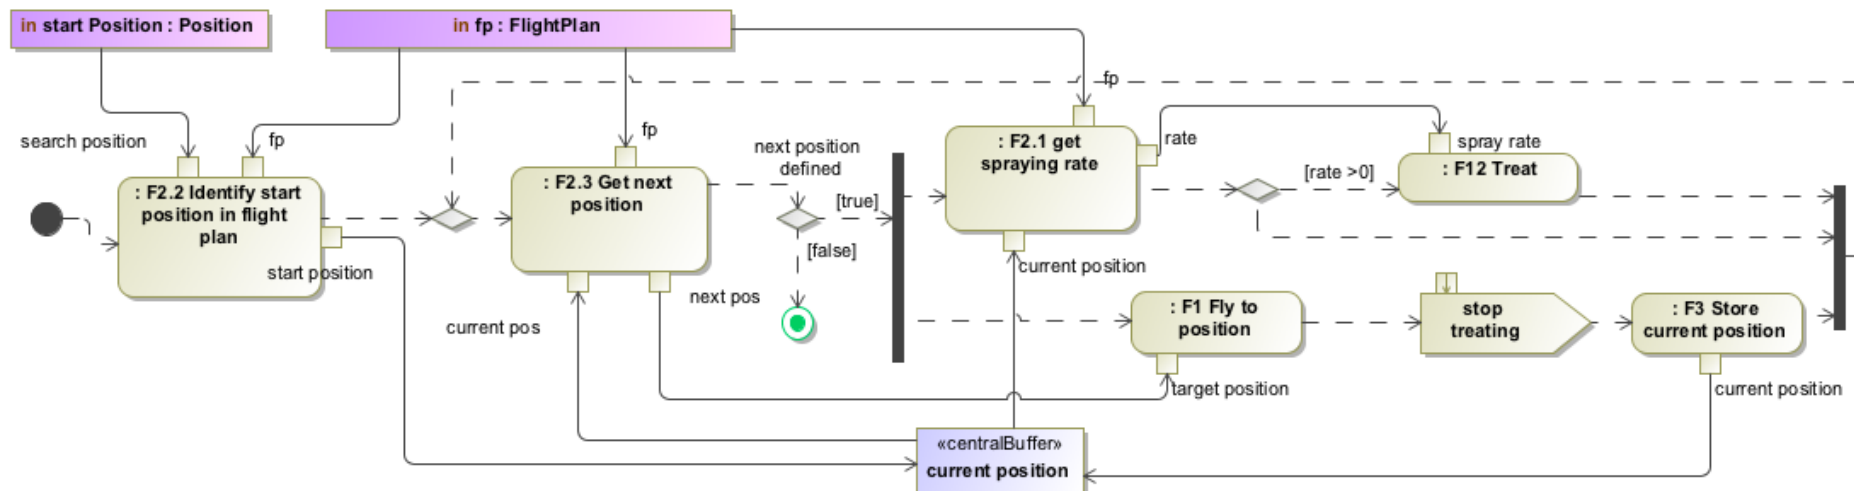 in start Position : Position
in fp : FlightPlan
fp
search position
fp
fp
next position
defined
: F2.1 get
spraying rate
rate
spray rate
: F2.2 Identify start
position in flight
plan
: F2.3 Get next
position
[true]
[rate >0]
: F12 Treat
[false]
start position
current position
next pos
current pos
: F1 Fly to
position
stop
treating
: F3 Store
current position
target position
current position
«centralBuffer»
current position